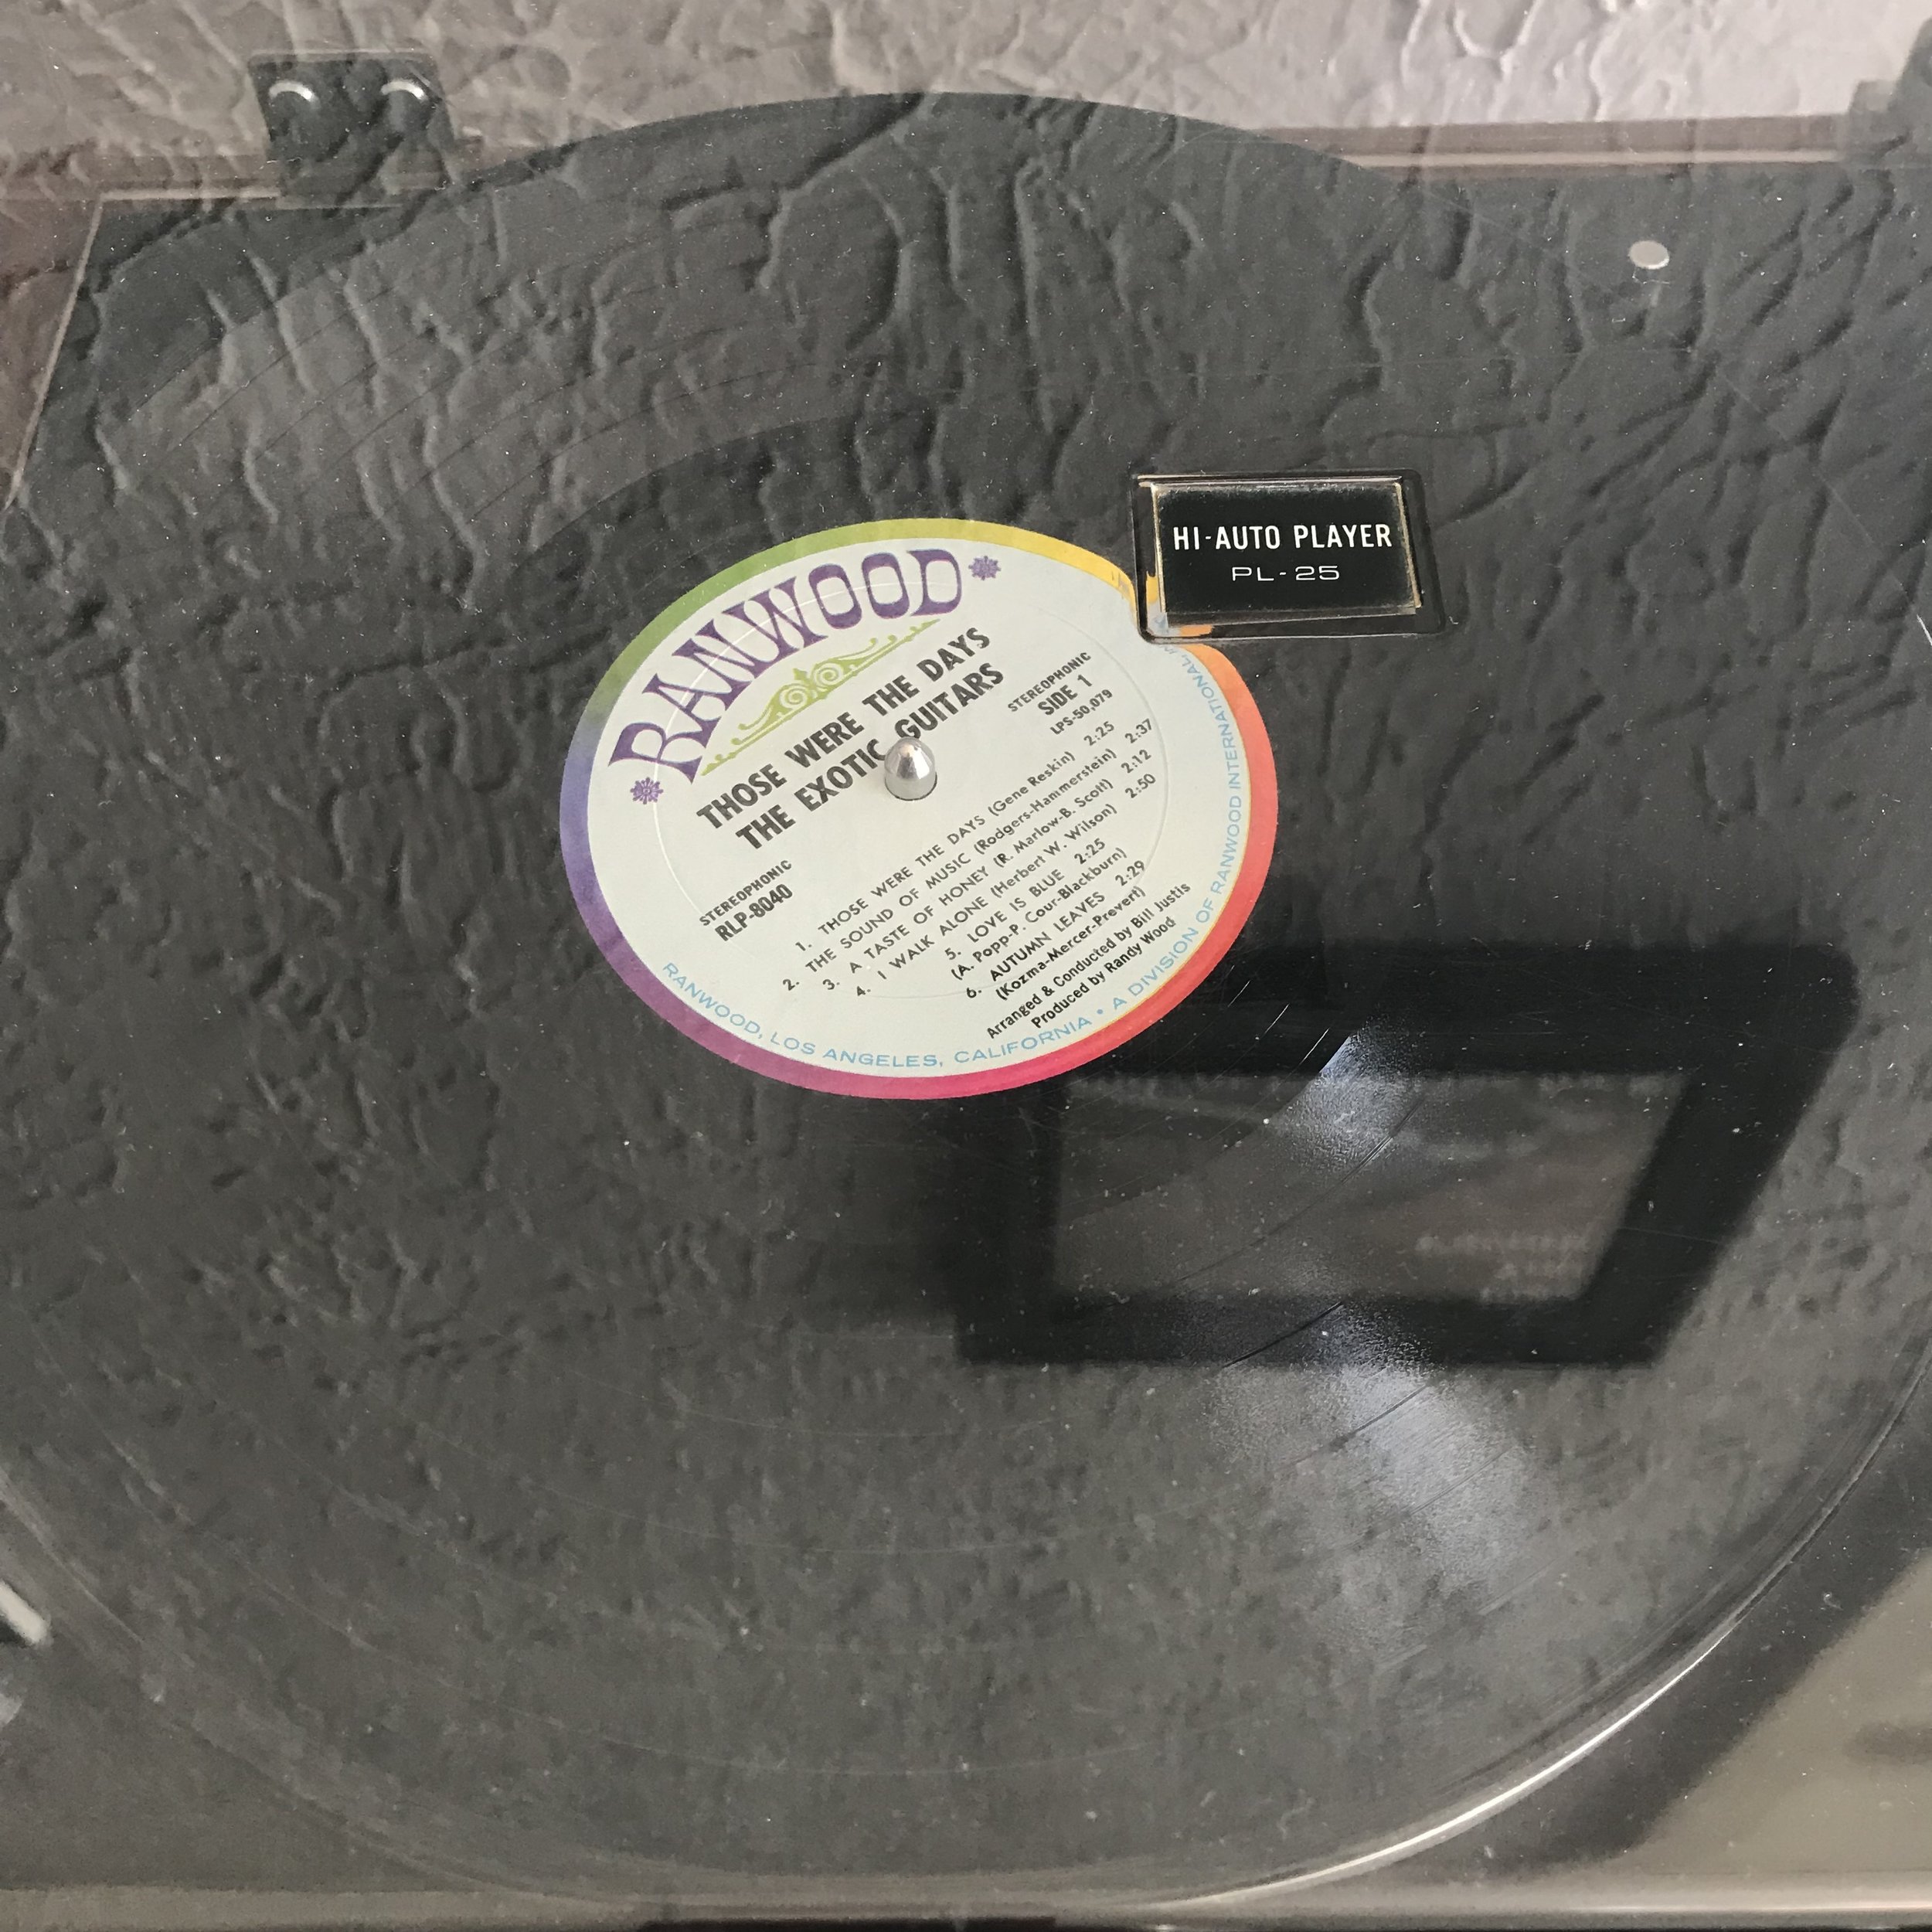 HI-AUTO PLAYER
PL-25
RANWOOD
THOSE WERE THE DAYS
THE EXOTIC GUITARS
STEREOPHONIC
RLP-8040
STEREOPHONIC
SIDE 1
LPS-50,079
1. THOSE WERE THE DAYS (Gene Reskin) 2:25
2. THE SOUND OF MUSIC (Rodgers-Hammerstein) 2:37
3. A TASTE OF HONEY (R. Marlow-B. Scott) 2:12
4. I WALK ALONE (Herbert W. Wilson) 2:50
5. LOVE IS BLUE 2:25
(A. Popp-P. Cour-Blackburn)
6. AUTUMN LEAVES 2:29
(Kozma-Mercer-Prevert)
Arranged & Conducted by Bill Justis
Produced by Randy Wood
RANWOOD, LOS ANGELES, CALIFORNIA • A DIVISION OF RANWOOD INTERNATIONAL,